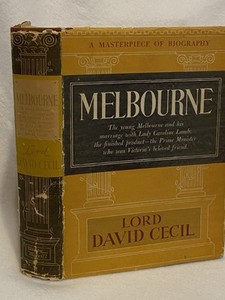 A MASTERPIECE OF BIOGRAPHY
MELBOURNE
The young Melbourne and his
marriage with Lady Caroline Lamb—
the finished product—the Prime Minister
who was Victoria's beloved friend.
LORD
DAVID CECIL
MELBOURNE